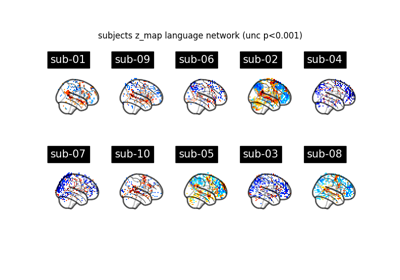 subjects z_map language network (unc p<0.001)
sub-01 sub-09 sub-06 sub-02 sub-04
sub-07 sub-10 sub-05 sub-03 sub-08